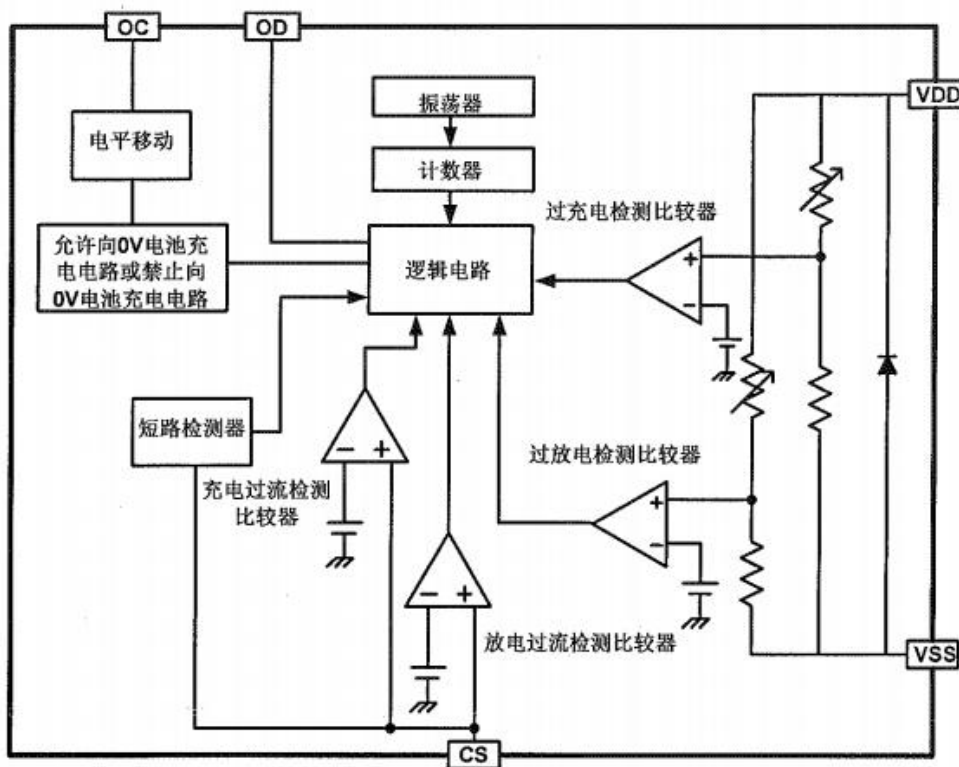 OC
OD
振荡器
VDD
电平移动
计数器
过充电检测比较器
允许向0V电池充
电电路或禁止向
0V电池充电电路
逻辑电路
+
−
短路检测器
− +
过放电检测比较器
充电过流检测
比较器
+
−
− +
放电过流检测比较器
VSS
CS